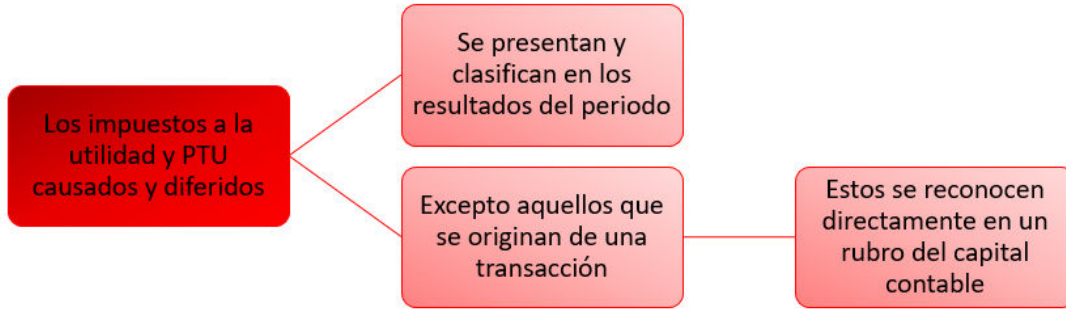 Los impuestos a la
utilidad y PTU
causados y diferidos
Se presentan y
clasifican en los
resultados del periodo
Excepto aquellos que
se originan de una
transacción
Estos se reconocen
directamente en un
rubro del capital
contable